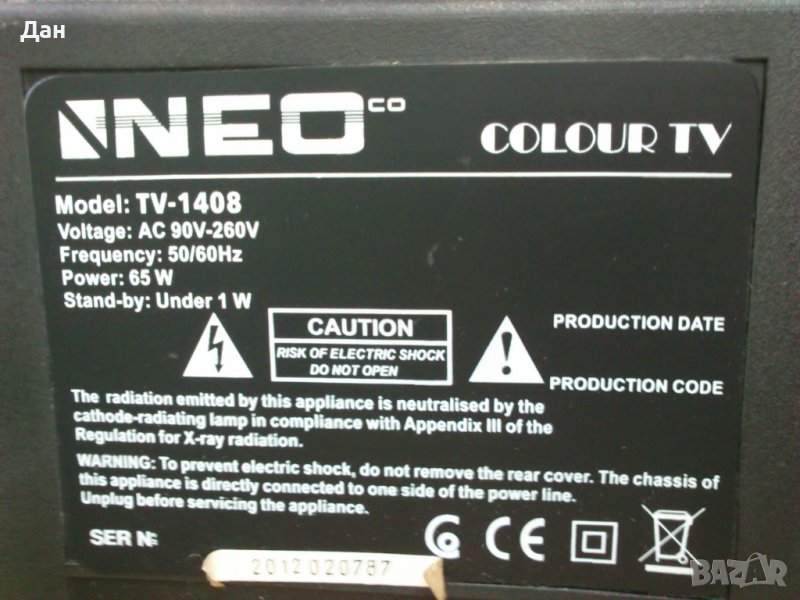 Дан
NEO CO
COLOUR TV
Model: TV-1408
Voltage: AC 90V-260V
Frequency: 50/60Hz
Power: 65 W
Stand-by: Under 1 W
CAUTION
RISK OF ELECTRIC SHOCK
DO NOT OPEN
PRODUCTION DATE
PRODUCTION CODE
The radiation emitted by this appliance is neutralised by the
cathode-radiating lamp in compliance with Appendix III of the
Regulation for X-ray radiation.
WARNING: To prevent electric shock, do not remove the rear cover. The chassis of
this appliance is directly connected to one side of the power line.
Unplug before servicing the appliance.
SER №:
CE
2012020787
BAZAR